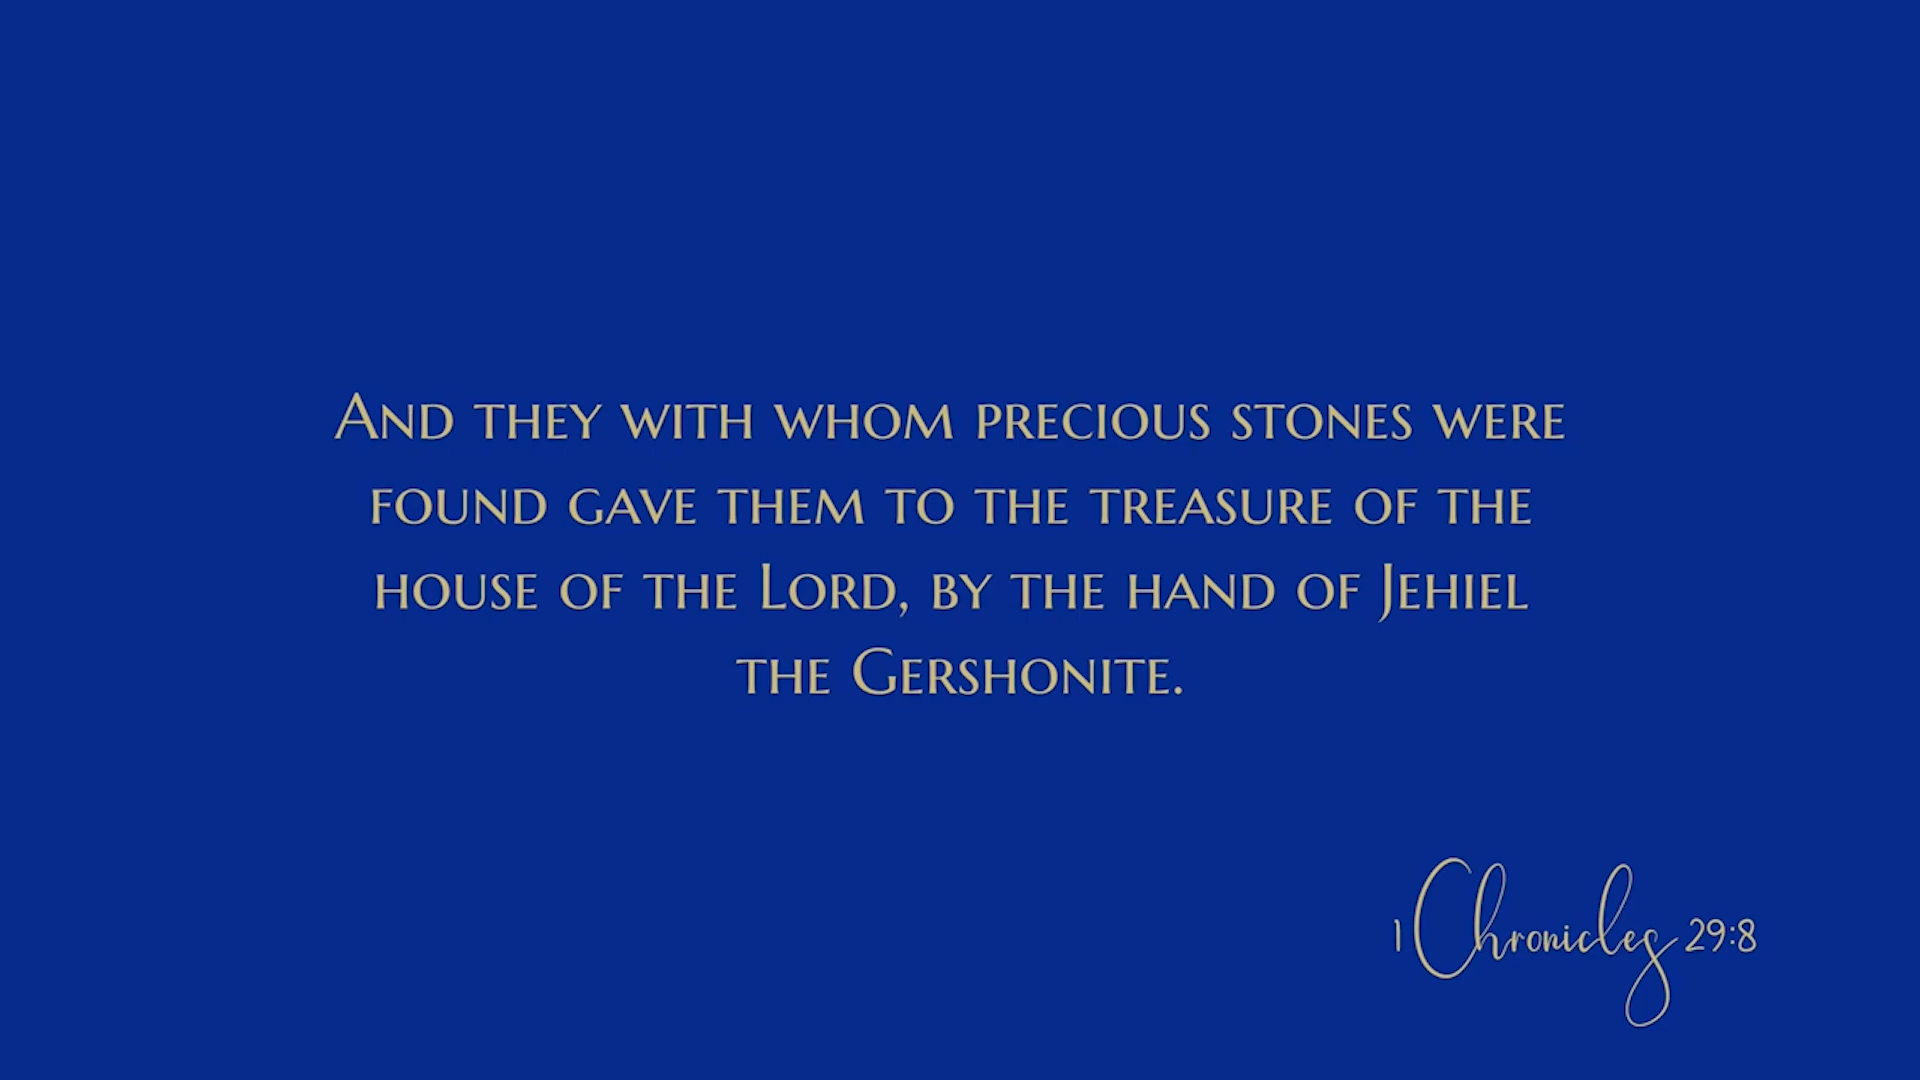 And they with whom precious stones were
found gave them to the treasure of the
house of the Lord, by the hand of Jehiel
the Gershonite.
1 Chronicles 29:8